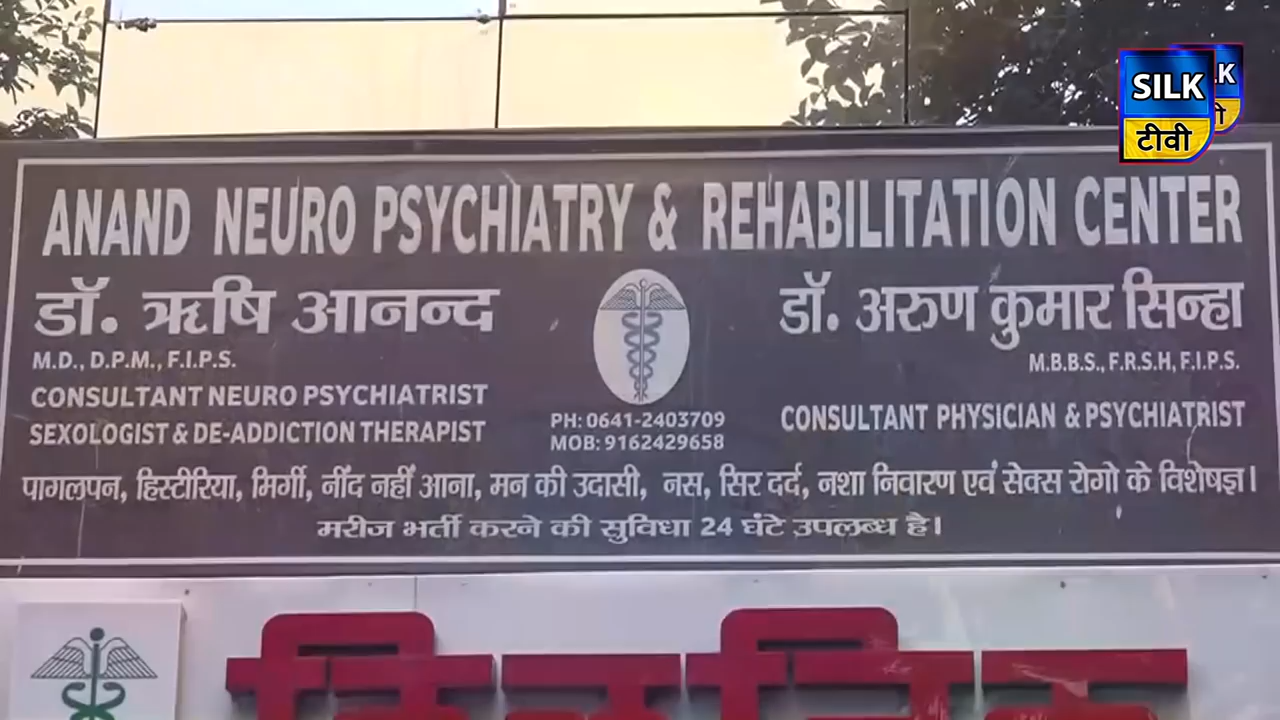 SILK
टीवी
ANAND NEURO PSYCHIATRY & REHABILITATION CENTER
डॉ. ऋषि आनन्द
M.D., D.P.M., F.I.P.S.
CONSULTANT NEURO PSYCHIATRIST
SEXOLOGIST & DE-ADDICTION THERAPIST
PH: 0641-2403709
MOB: 9162429658
डॉ. अरुण कुमार सिन्हा
M.B.B.S., F.R.S.H, F.I.P.S.
CONSULTANT PHYSICIAN & PSYCHIATRIST
पागलपन, हिस्टीरिया, मिर्गी, नींद नहीं आना, मन की उदासी, नस, सिर दर्द, नशा निवारण एवं सेक्स रोगो के विशेषज्ञ।
मरीज भर्ती करने की सुविधा 24 घंटे उपलब्ध है।